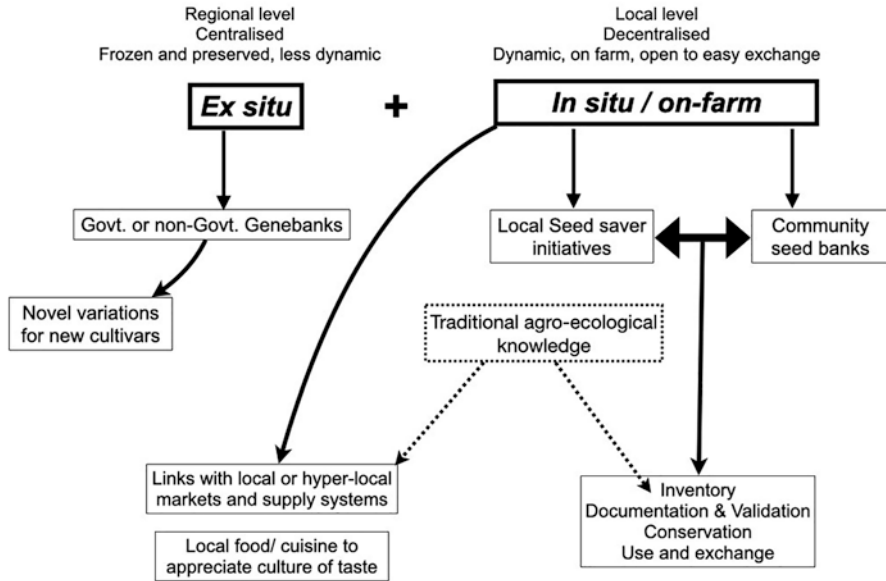 Regional level
Centralised
Frozen and preserved, less dynamic
Local level
Decentralised
Dynamic, on farm, open to easy exchange
Ex situ
+
In situ / on-farm
Govt. or non-Govt. Genebanks
Local Seed saver
initiatives
Community
seed banks
Novel variations
for new cultivars
Traditional agro-ecological
knowledge
Links with local or hyper-local
markets and supply systems
Inventory
Documentation & Validation
Conservation
Use and exchange
Local food/ cuisine to
appreciate culture of taste